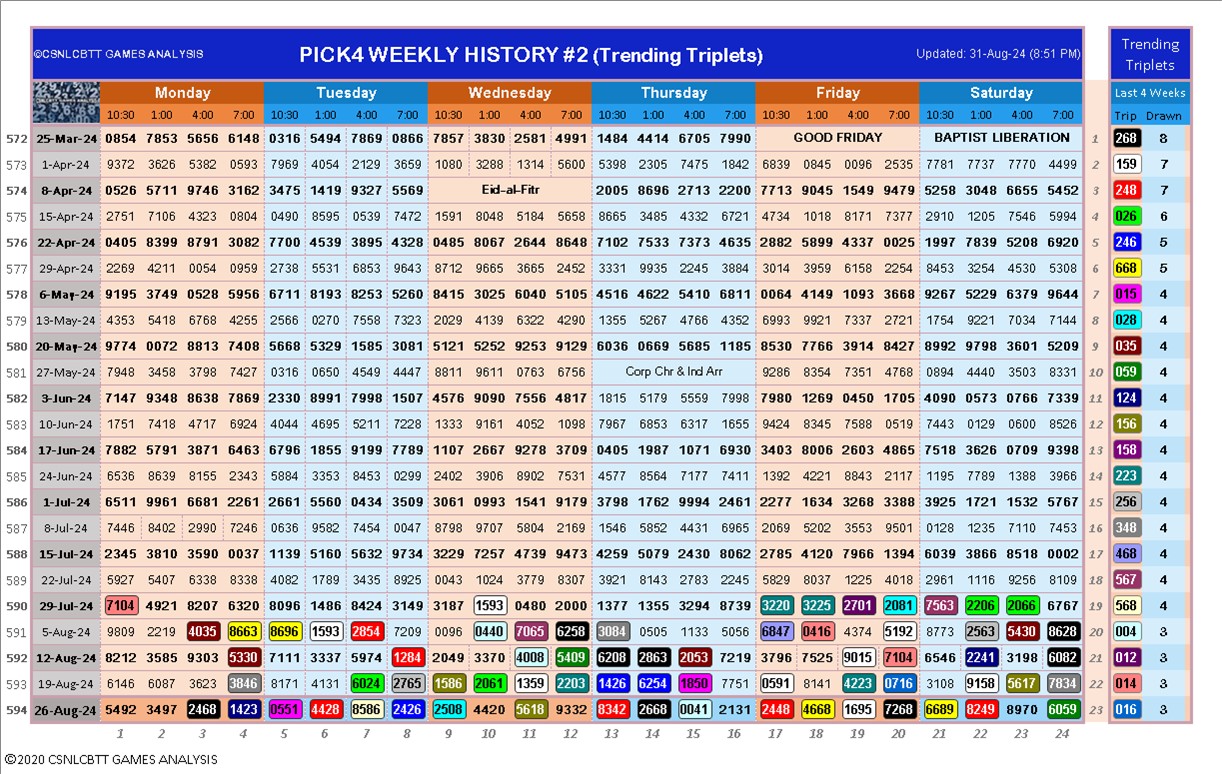 ©CSNLCBTT GAMES ANALYSIS PICK4 WEEKLY HISTORY #2 (Trending Triplets) Updated: 31-Aug-24 (8:51 PM) Trending
Triplets
Monday Tuesday Wednesday Thursday Friday Saturday Last 4 Weeks
10:30 1:00 4:00 7:00 10:30 1:00 4:00 7:00 10:30 1:00 4:00 7:00 10:30 1:00 4:00 7:00 10:30 1:00 4:00 7:00 10:30 1:00 4:00 7:00 Trip Drawn
572 25-Mar-24 0854 7853 5656 6148 0316 5494 7869 0866 7857 3830 2581 4991 1484 4414 6705 7990 GOOD FRIDAY BAPTIST LIBERATION 1 268 8
573 1-Apr-24 9372 3626 5382 0593 7969 4054 2129 3659 1080 3288 1314 5600 5398 2305 7475 1842 6839 0845 0096 2535 7781 7737 7770 4499 2 159 7
574 8-Apr-24 0526 5711 9746 3162 3475 1419 9327 5569 Eid-al-Fitr 2005 8696 2713 2200 7713 9045 1549 9479 5258 3048 6655 5452 3 248 7
575 15-Apr-24 2751 7106 4323 0804 0490 8595 0539 7472 1591 8048 5184 5658 8665 3485 4332 6721 4734 1018 8171 7377 2910 1205 7546 5994 4 026 6
576 22-Apr-24 0405 8399 8791 3082 7700 4539 3895 4328 0485 8067 2644 8648 7102 7533 7373 4635 2882 5899 4337 0025 1997 7839 5208 6920 5 246 5
577 29-Apr-24 2269 4211 0054 0959 2738 5531 6853 9643 8712 9665 3665 2452 3331 9935 2245 3884 3014 3959 6158 2254 8453 3254 4530 5308 6 668 5
578 6-May-24 9195 3749 0528 5956 6711 8193 8253 5260 8415 3025 6040 5105 4516 4622 5410 6811 0064 4149 1093 3668 9267 5229 6379 9644 7 015 4
579 13-May-24 4353 5418 6768 4255 2566 0270 7558 7323 2029 4139 6322 4290 1355 5267 4766 4352 6993 9921 7337 2721 1754 9221 7034 7144 8 028 4
580 20-May-24 9774 0072 8813 7408 5668 5329 1585 3081 9121 5252 9253 9129 6036 0669 5685 1185 8530 7766 3914 8427 8992 9798 3601 5209 9 035 4
581 27-May-24 7948 3458 3798 7427 0316 0650 4549 4447 8811 9611 0763 6756 Corp Chr & Ind Arr 9286 8354 7351 4768 0894 4440 3503 8331 10 059 4
582 3-Jun-24 7147 9348 8638 7869 2330 8991 7998 1507 4576 9090 7556 4817 1815 5179 5559 7998 7980 1269 0450 1705 4090 0573 0766 7339 11 124 4
583 10-Jun-24 1751 7418 4717 6924 4044 4695 5211 7228 1333 9161 4052 1098 7967 6853 6317 1655 9424 8345 7588 0519 7443 0129 0600 8526 12 156 4
584 17-Jun-24 7882 5791 3871 6463 6796 1855 9199 7789 1107 2667 9278 3709 0405 1987 1071 6930 3403 8006 2603 4865 7518 3626 0709 9398 13 158 4
585 24-Jun-24 6536 8639 8155 2343 5884 3353 8453 0299 2402 3906 8902 7531 4577 8564 7177 7411 1392 4221 8843 2117 1195 7789 1388 3966 14 223 4
586 1-Jul-24 6511 9961 6681 2261 2661 5560 0434 3509 3061 0993 1541 9179 3798 1762 9994 2461 2277 1634 3268 3388 3925 1721 1532 5767 15 256 4
587 8-Jul-24 7446 8402 2990 7246 0636 9582 7454 0047 8798 9707 5804 2169 1546 5852 4431 6965 2069 5202 3553 9501 0128 1235 7110 7453 16 348 4
588 15-Jul-24 2345 3810 3590 0037 1139 5160 5632 9734 3229 7257 4739 9473 4259 5079 2430 8062 2785 4120 7966 1394 6039 3866 8518 0002 17 468 4
589 22-Jul-24 5927 5407 6338 8338 4082 1789 3435 8925 0043 1024 3779 8307 3921 8143 2783 2245 5829 8037 1225 4018 2961 1116 9256 8109 18 567 4
590 29-Jul-24 7104 4921 8207 6320 8096 1486 8424 3149 3187 1593 0480 2000 1377 1355 3294 8739 3220 3225 2701 2081 7563 2206 2066 6767 19 568 4
591 5-Aug-24 9809 2219 4035 8663 8696 1593 2854 7209 0096 0440 7065 6258 3084 0505 1133 5056 6847 0416 4374 5192 8773 2563 5430 8628 20 004 3
592 12-Aug-24 8212 3585 9303 5330 7111 3337 5974 1284 2049 3370 4008 5409 6208 2863 2053 7219 3796 7525 9015 7104 6546 2241 3198 6082 21 012 3
593 19-Aug-24 6146 6087 3623 3846 8171 4131 6024 2765 1586 2061 1359 2203 1426 6254 1850 7751 0591 8141 4223 0716 3108 9158 5617 7834 22 014 3
594 26-Aug-24 5492 3497 2468 1423 0551 4428 8586 2426 2508 4420 5618 9332 8342 2668 0041 2131 2448 4668 1695 7268 6689 8249 8970 6059 23 016 3
1 2 3 4 5 6 7 8 9 10 11 12 13 14 15 16 17 18 19 20 21 22 23 24
©2020 CSNLCBTT GAMES ANALYSIS